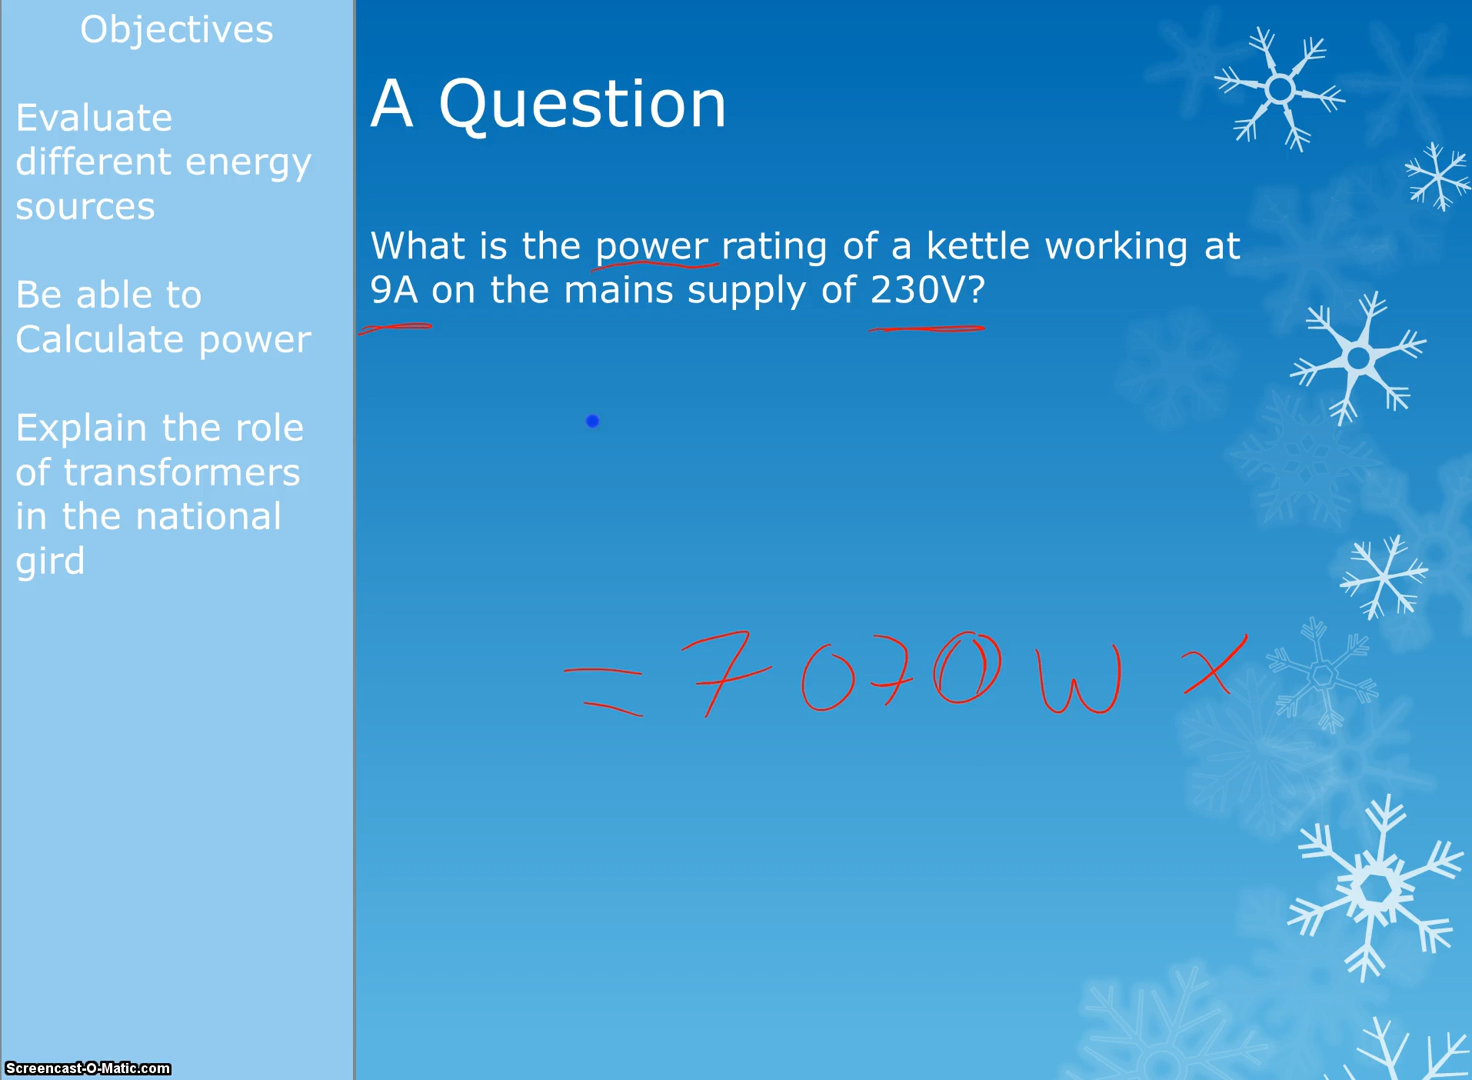 Objectives
Evaluate
different energy
sources
Be able to
Calculate power
Explain the role
of transformers
in the national
gird
A Question
What is the power rating of a kettle working at
9A on the mains supply of 230V?
= 7070W x
Screencast-O-Matic.com